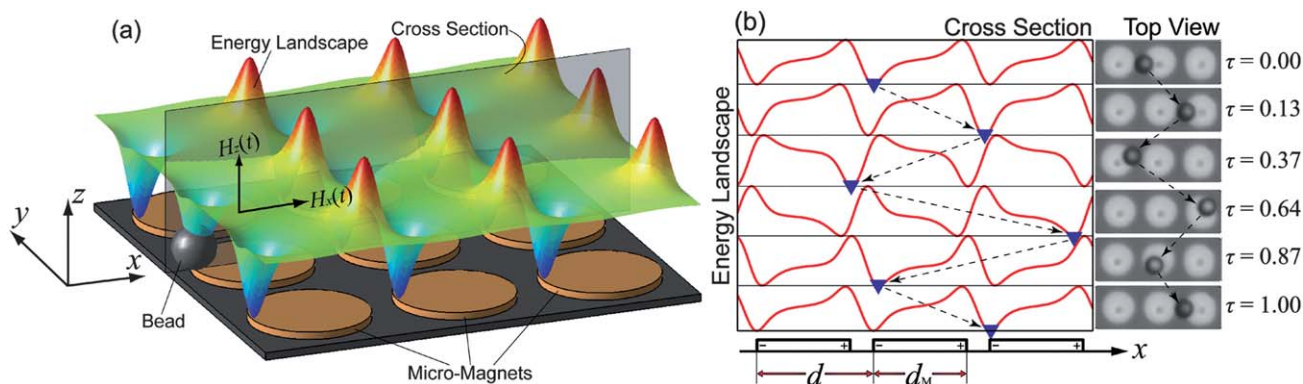 (a)
Energy Landscape
Cross Section
H_z(t)
H_x(t)
z
y
x
Bead
Micro-Magnets
(b)
Cross Section
Top View
Energy Landscape
τ = 0.00
τ = 0.13
τ = 0.37
τ = 0.64
τ = 0.87
τ = 1.00
- + - + - +
x
d
d_M